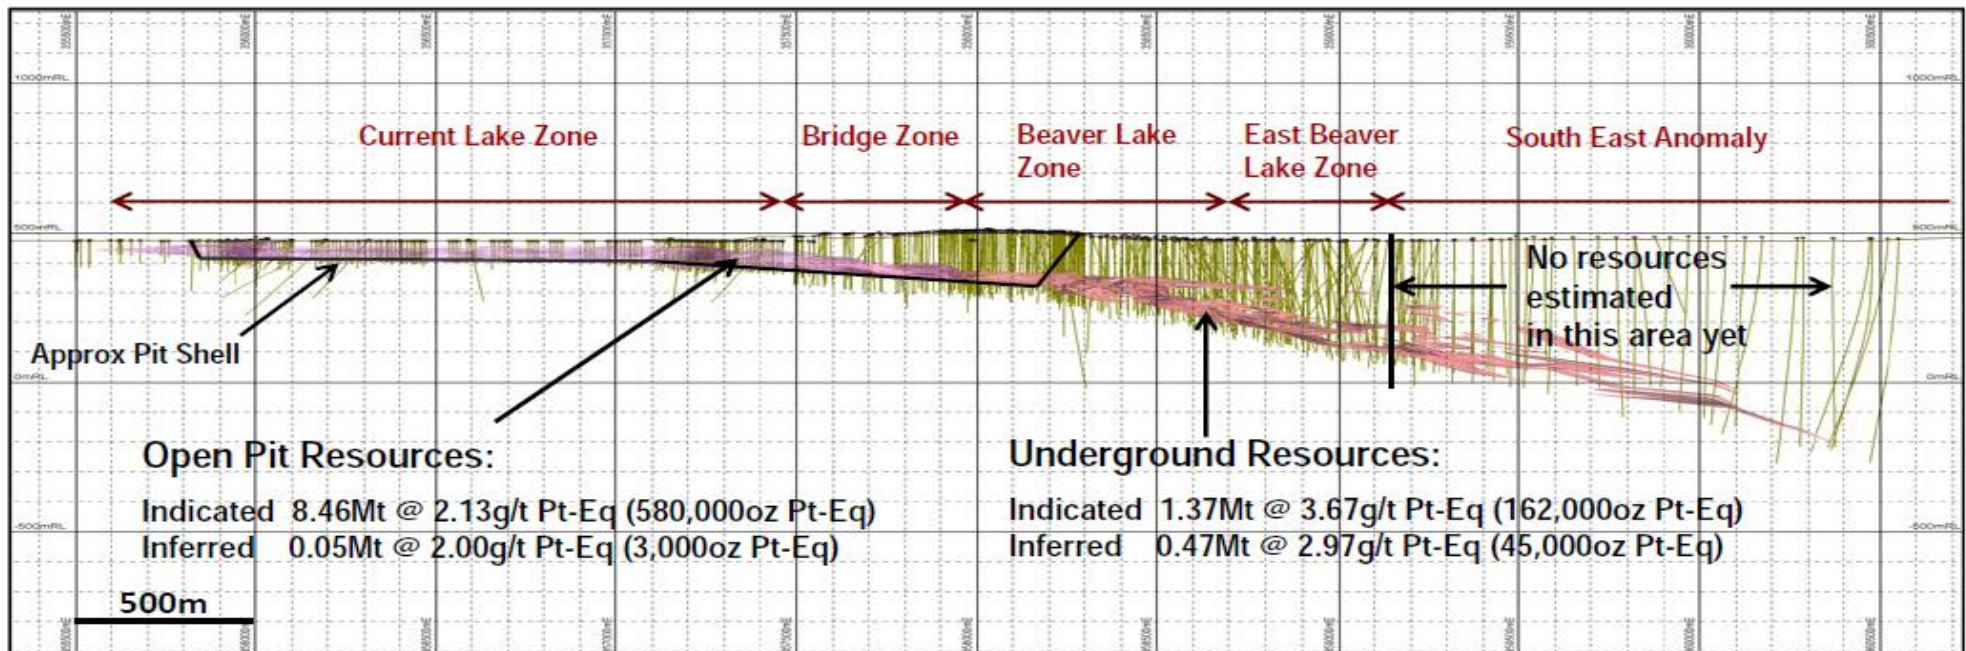 1000mRL
1000mRL
Current Lake Zone
Bridge Zone
Beaver Lake
Zone
East Beaver
Lake Zone
South East Anomaly
500mRL
500mRL
No resources
estimated
in this area yet
Approx Pit Shell
0mRL
0mRL
Open Pit Resources:
Indicated 8.46Mt @ 2.13g/t Pt-Eq (580,000oz Pt-Eq)
Inferred 0.05Mt @ 2.00g/t Pt-Eq (3,000oz Pt-Eq)
Underground Resources:
Indicated 1.37Mt @ 3.67g/t Pt-Eq (162,000oz Pt-Eq)
Inferred 0.47Mt @ 2.97g/t Pt-Eq (45,000oz Pt-Eq)
-500mRL
-500mRL
500m